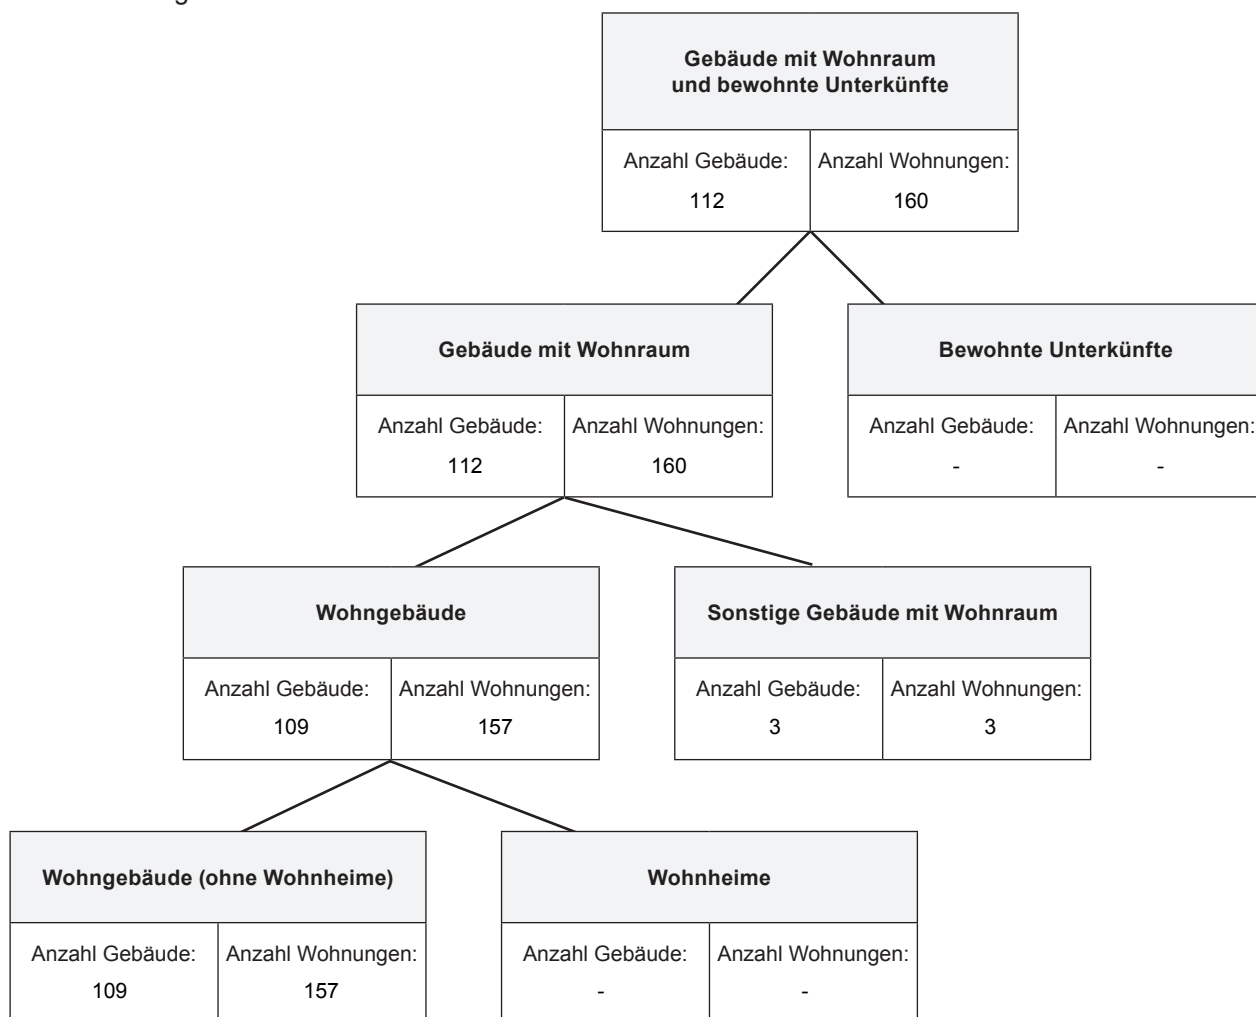 Gebäude mit Wohnraum
und bewohnte Unterkünfte
Anzahl Gebäude: Anzahl Wohnungen:
112 160
Gebäude mit Wohnraum Bewohnte Unterkünfte
Anzahl Gebäude: Anzahl Wohnungen: Anzahl Gebäude: Anzahl Wohnungen:
112 160 - -
Wohngebäude Sonstige Gebäude mit Wohnraum
Anzahl Gebäude: Anzahl Wohnungen: Anzahl Gebäude: Anzahl Wohnungen:
109 157 3 3
Wohngebäude (ohne Wohnheime) Wohnheime
Anzahl Gebäude: Anzahl Wohnungen: Anzahl Gebäude: Anzahl Wohnungen:
109 157 - -